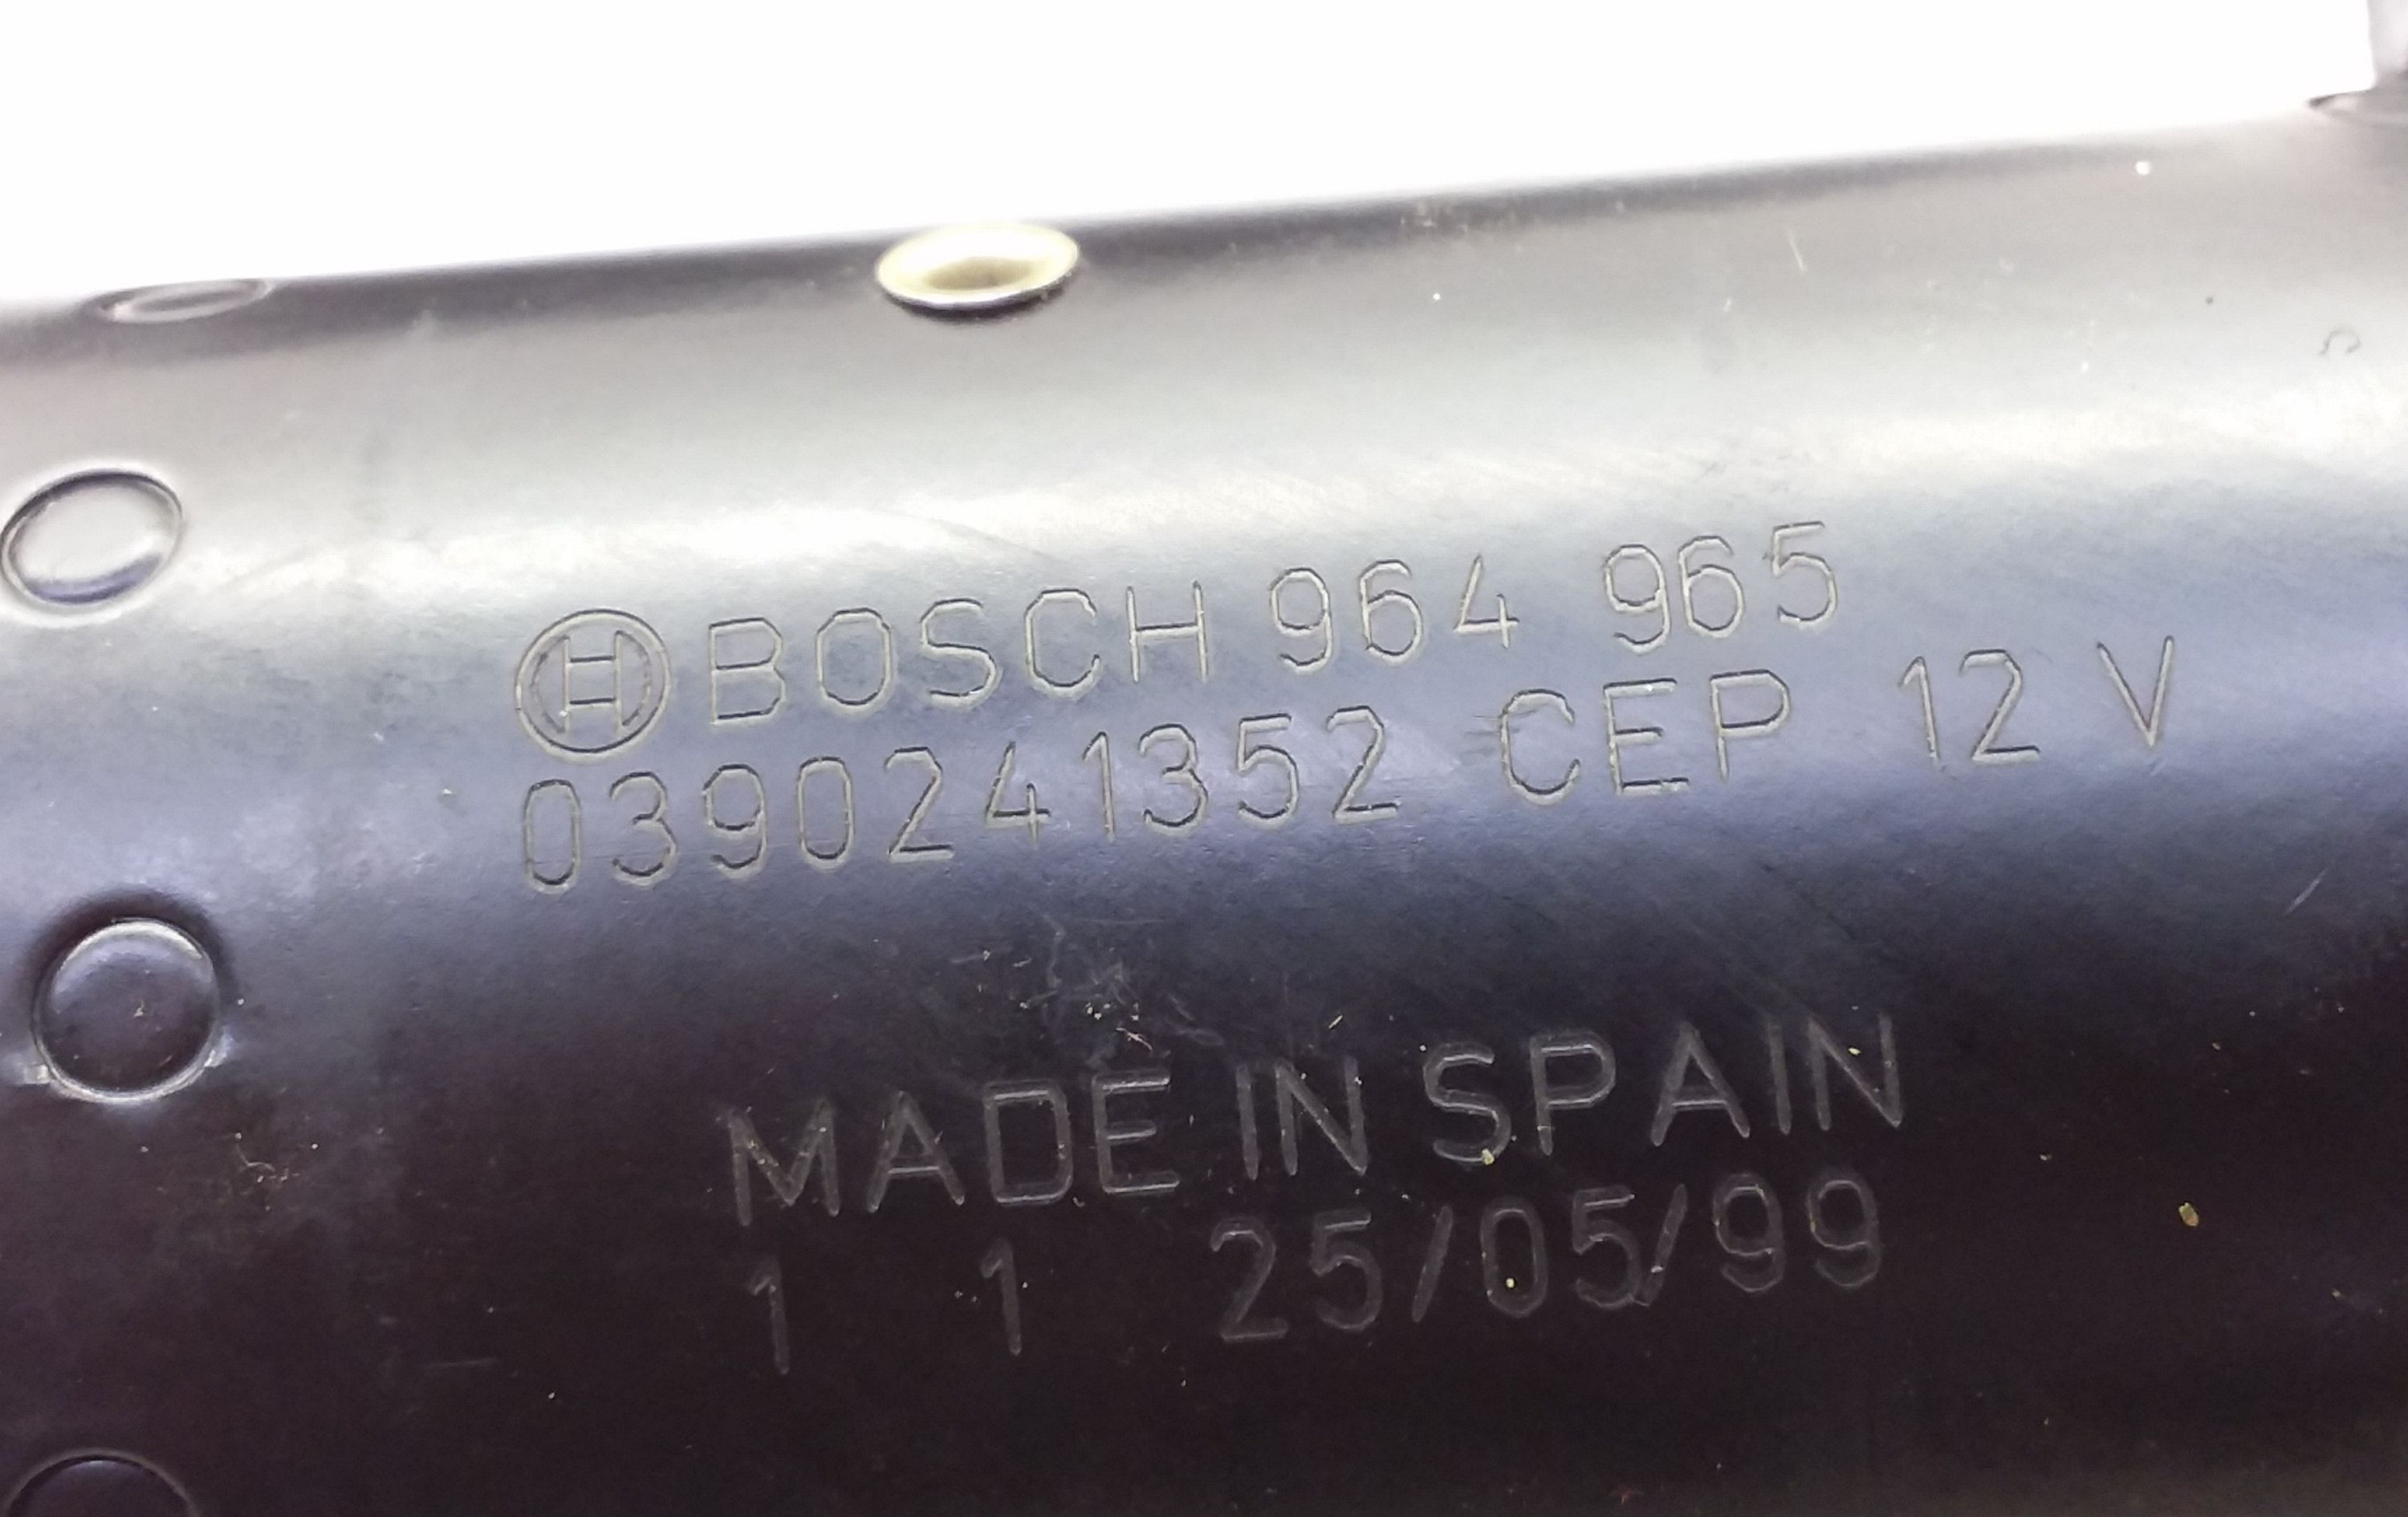 BOSCH 964 965
0390241352 CEP 12 V
MADE IN SPAIN
1 1 25/05/99